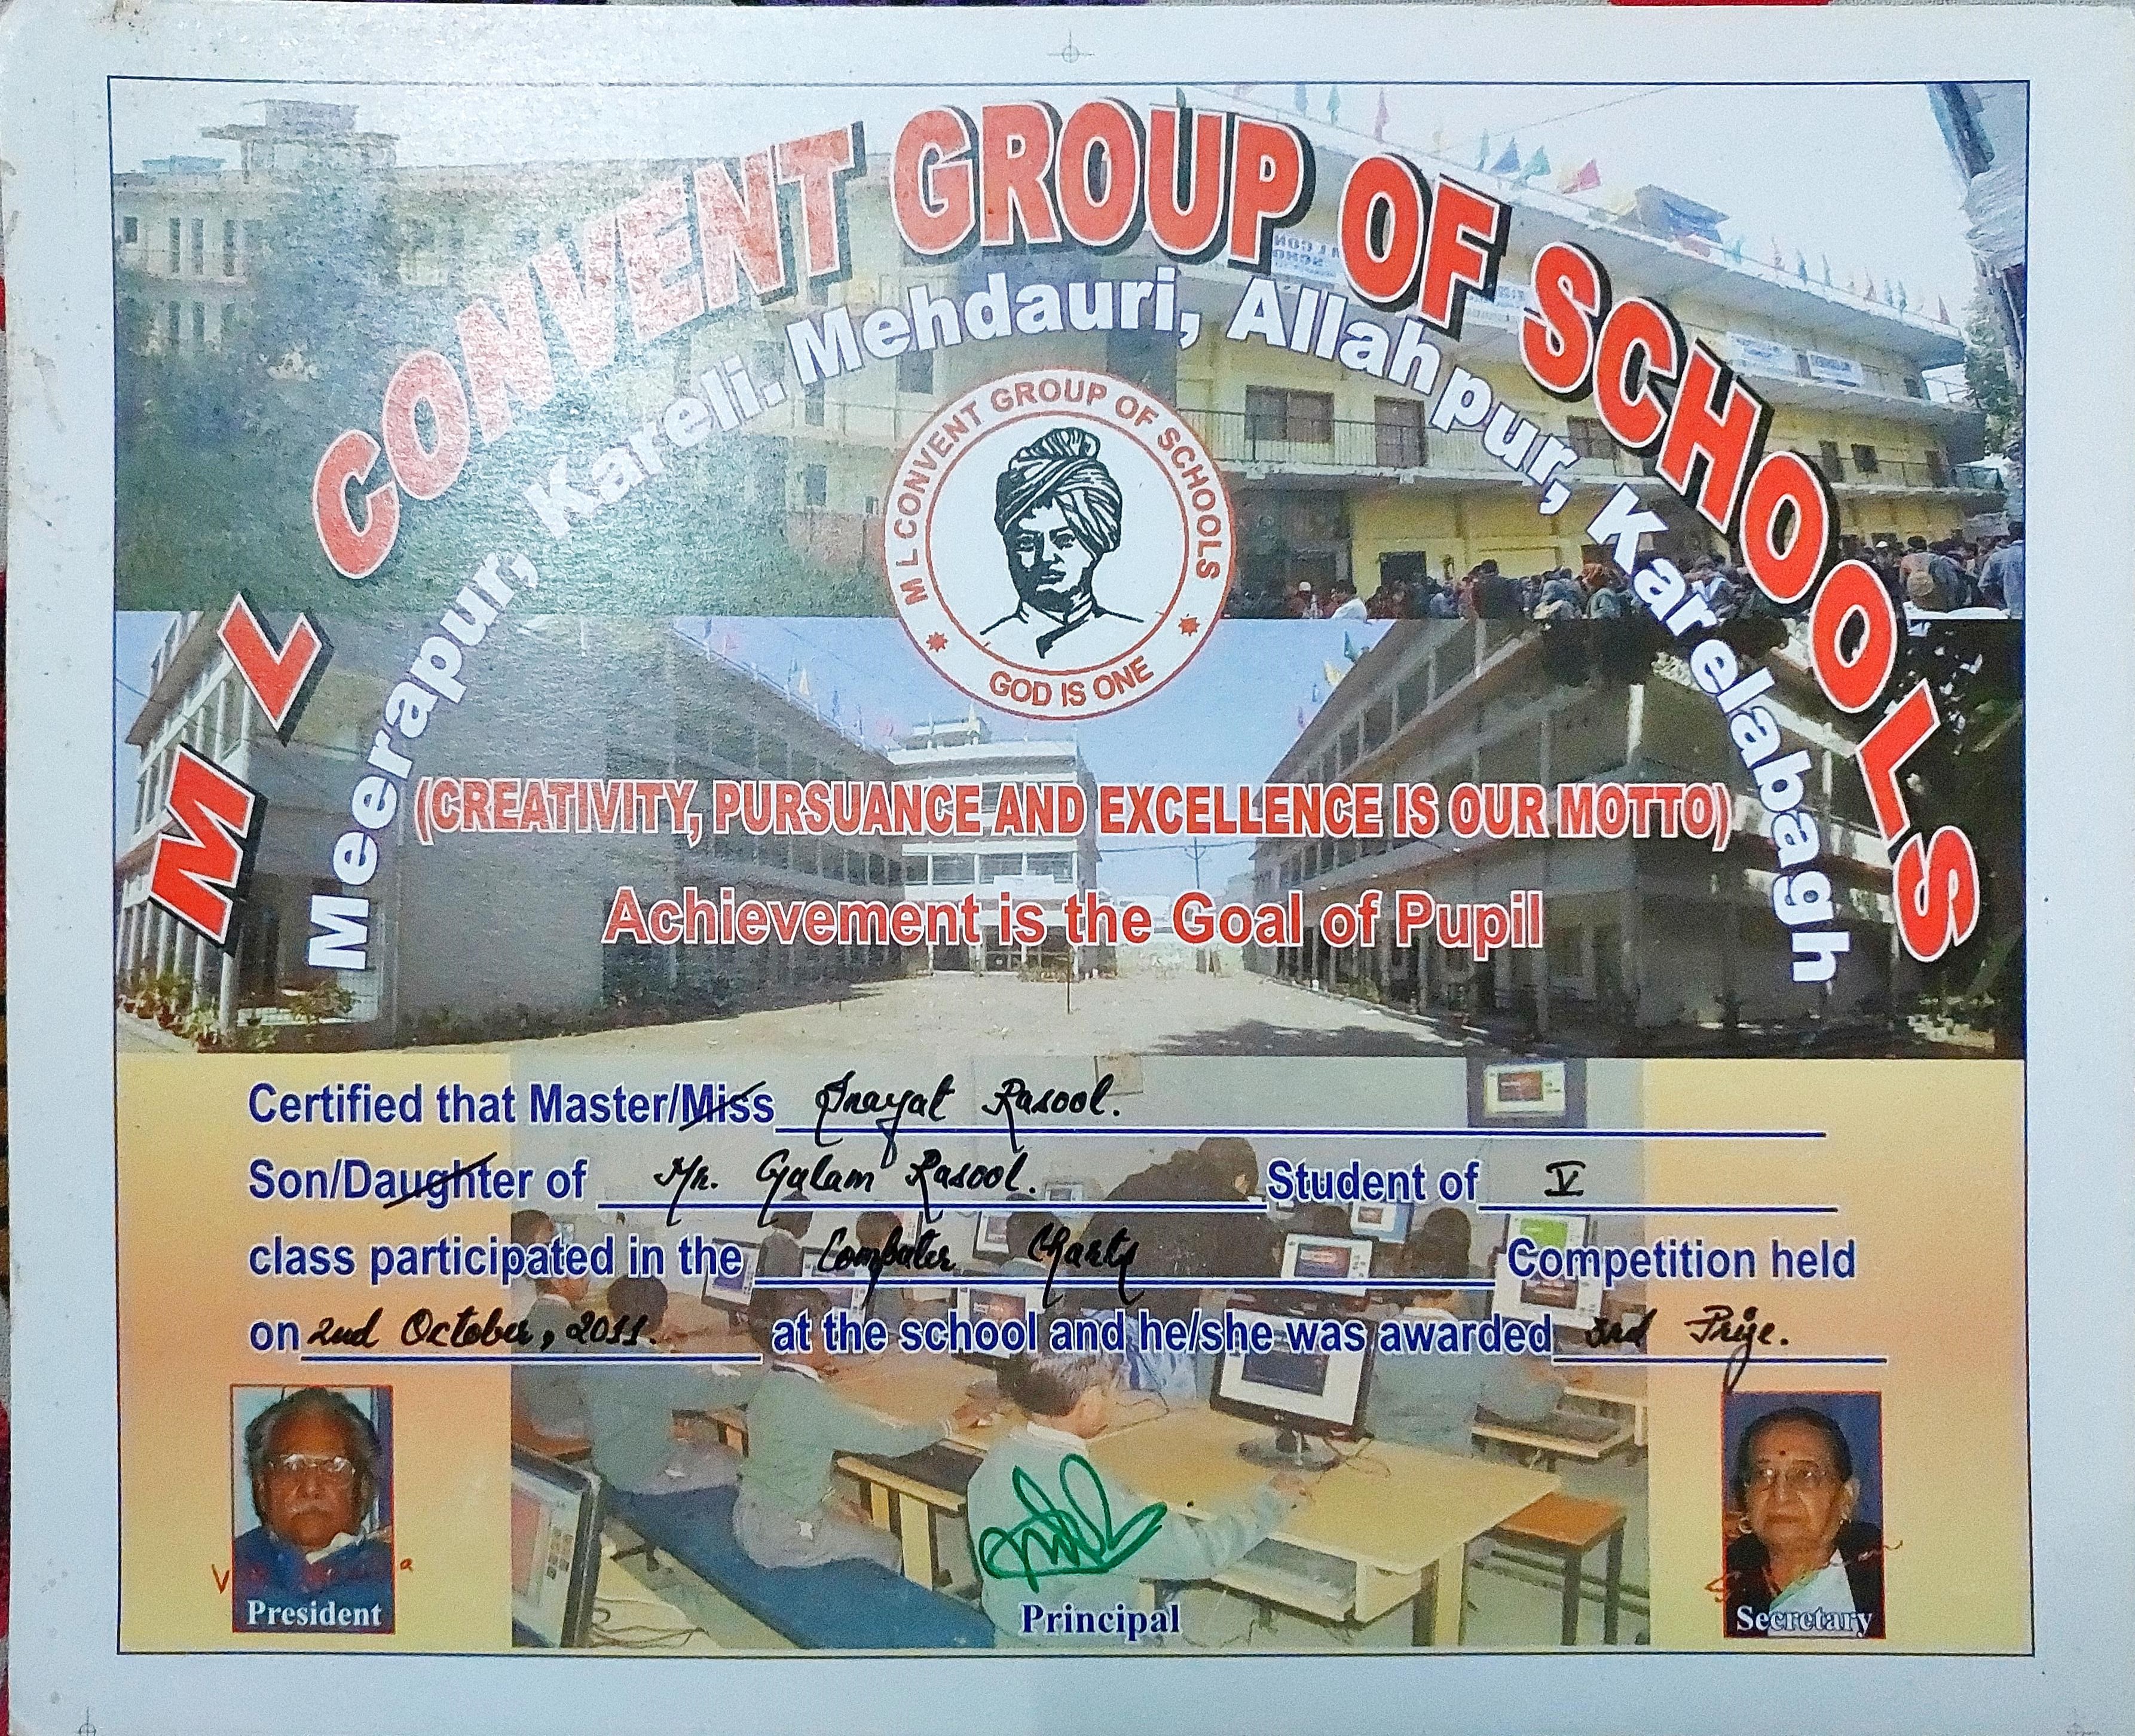 M L CONVENT GROUP OF SCHOOLS
Meerapur, Kareli. Mehdauri, Allahpur, Karelabagh
M L CONVENT GROUP OF SCHOOLS
GOD IS ONE
(CREATIVITY, PURSUANCE AND EXCELLENCE IS OUR MOTTO)
Achievement is the Goal of Pupil
Certified that Master/Miss Inayat Rasool.
Son/Daughter of Mr. Gulam Rasool. Student of V
class participated in the Computer Charts Competition held
on 2nd October, 2011. at the school and he/she was awarded 3rd Prize.
President
Principal
Secretary